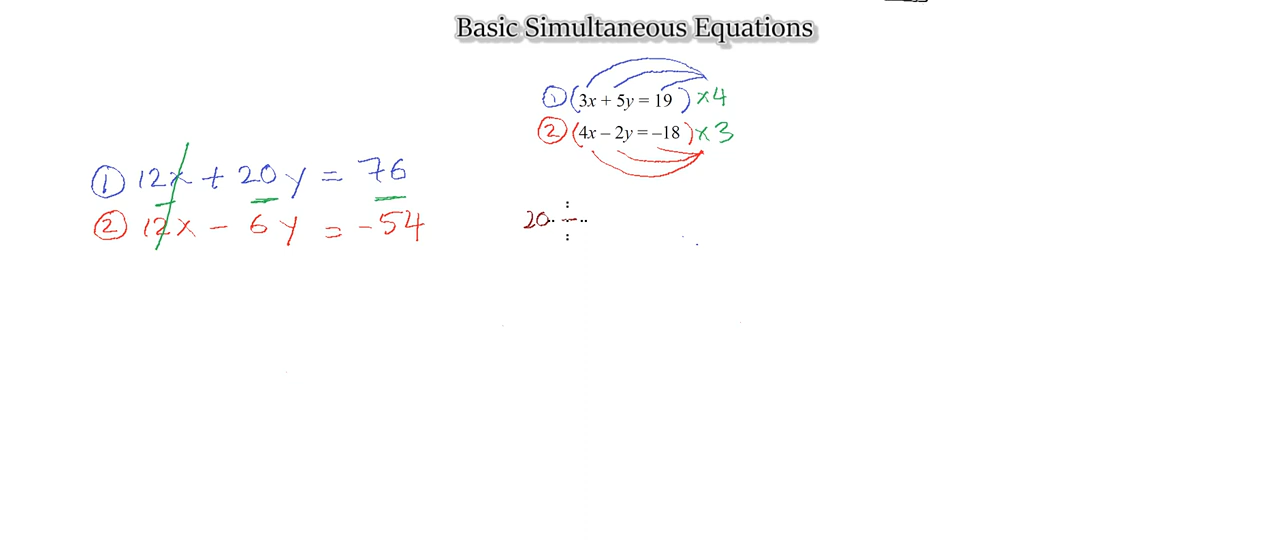 Basic Simultaneous Equations
① (3x + 5y = 19) ×4
② (4x – 2y = –18) ×3
① 12x + 20y = 76
② 12x - 6y = -54
20 -